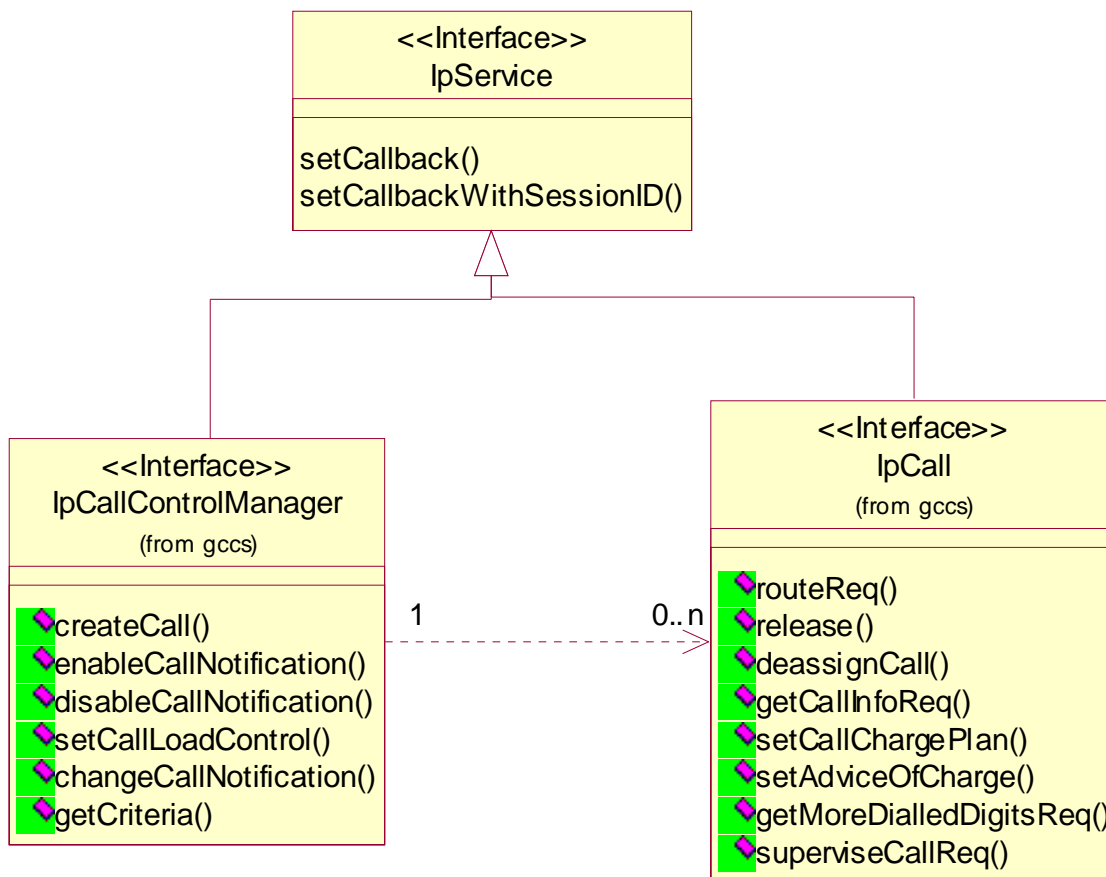 <<Interface>>
IpService
setCallback()
setCallbackWithSessionID()
<<Interface>>
IpCallControlManager
(from gccs)
createCall()
enableCallNotification()
disableCallNotification()
setCallLoadControl()
changeCallNotification()
getCriteria()
1
0..n
<<Interface>>
IpCall
(from gccs)
routeReq()
release()
deassignCall()
getCallInfoReq()
setCallChargePlan()
setAdviceOfCharge()
getMoreDialledDigitsReq()
superviseCallReq()